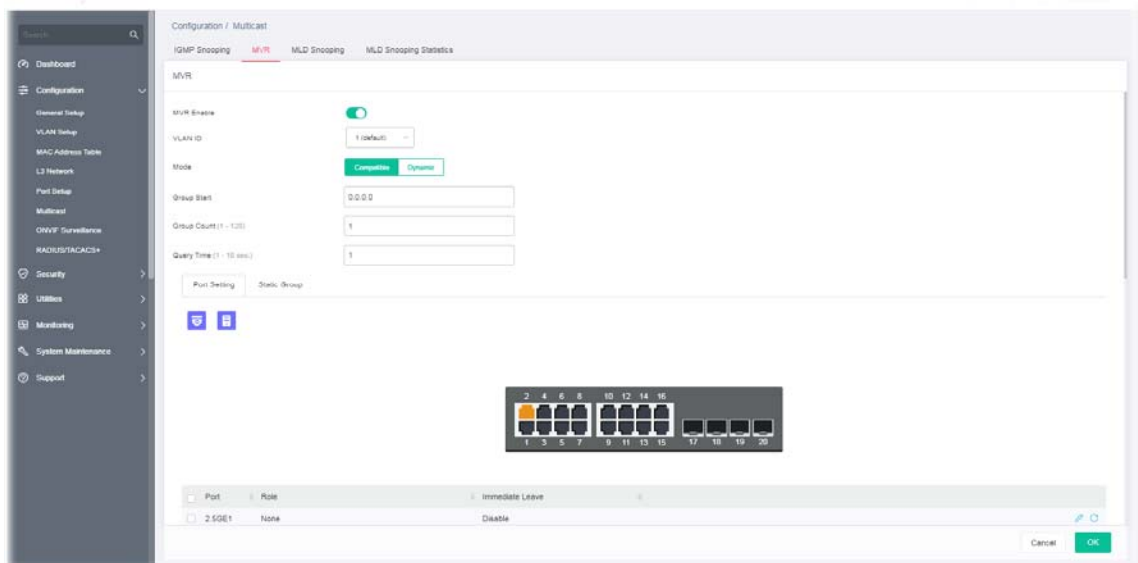 Search
Dashboard
Configuration
General Setup
VLAN Setup
MAC Address Table
L3 Network
Port Setup
Multicast
ONVIF Surveillance
RADIUS/TACACS+
Security
Utilities
Monitoring
System Maintenance
Support
Configuration / Multicast
IGMP Snooping MVR MLD Snooping MLD Snooping Statistics
MVR
MVR Enable
VLAN ID 1 (default)
Mode Compatible Dynamic
Group Start 0.0.0.0
Group Count (1 - 128) 1
Query Time (1 - 10 sec.) 1
Port Setting Static Group
2 4 6 8 10 12 14 16
1 3 5 7 9 11 13 15 17 18 19 20
Port Role Immediate Leave
2.5GE1 None Disable
Cancel OK